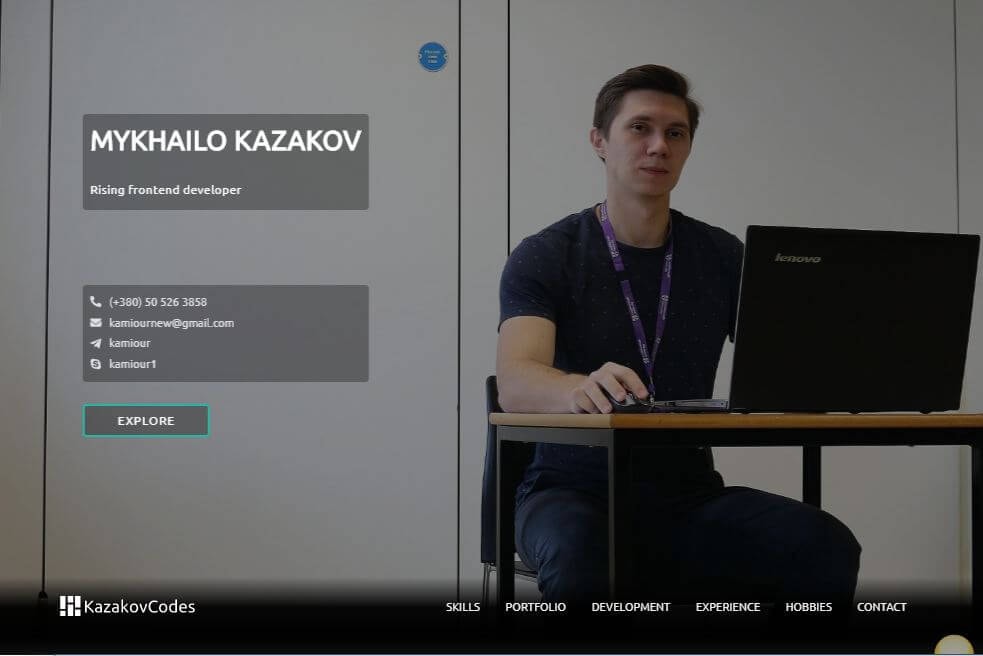 MYKHAILO KAZAKOV
Rising frontend developer
lenovo
(+380) 50 526 3858
kamiournew@gmail.com
kamiour
kamiour1
EXPLORE
KazakovCodes
SKILLS PORTFOLIO DEVELOPMENT EXPERIENCE HOBBIES CONTACT